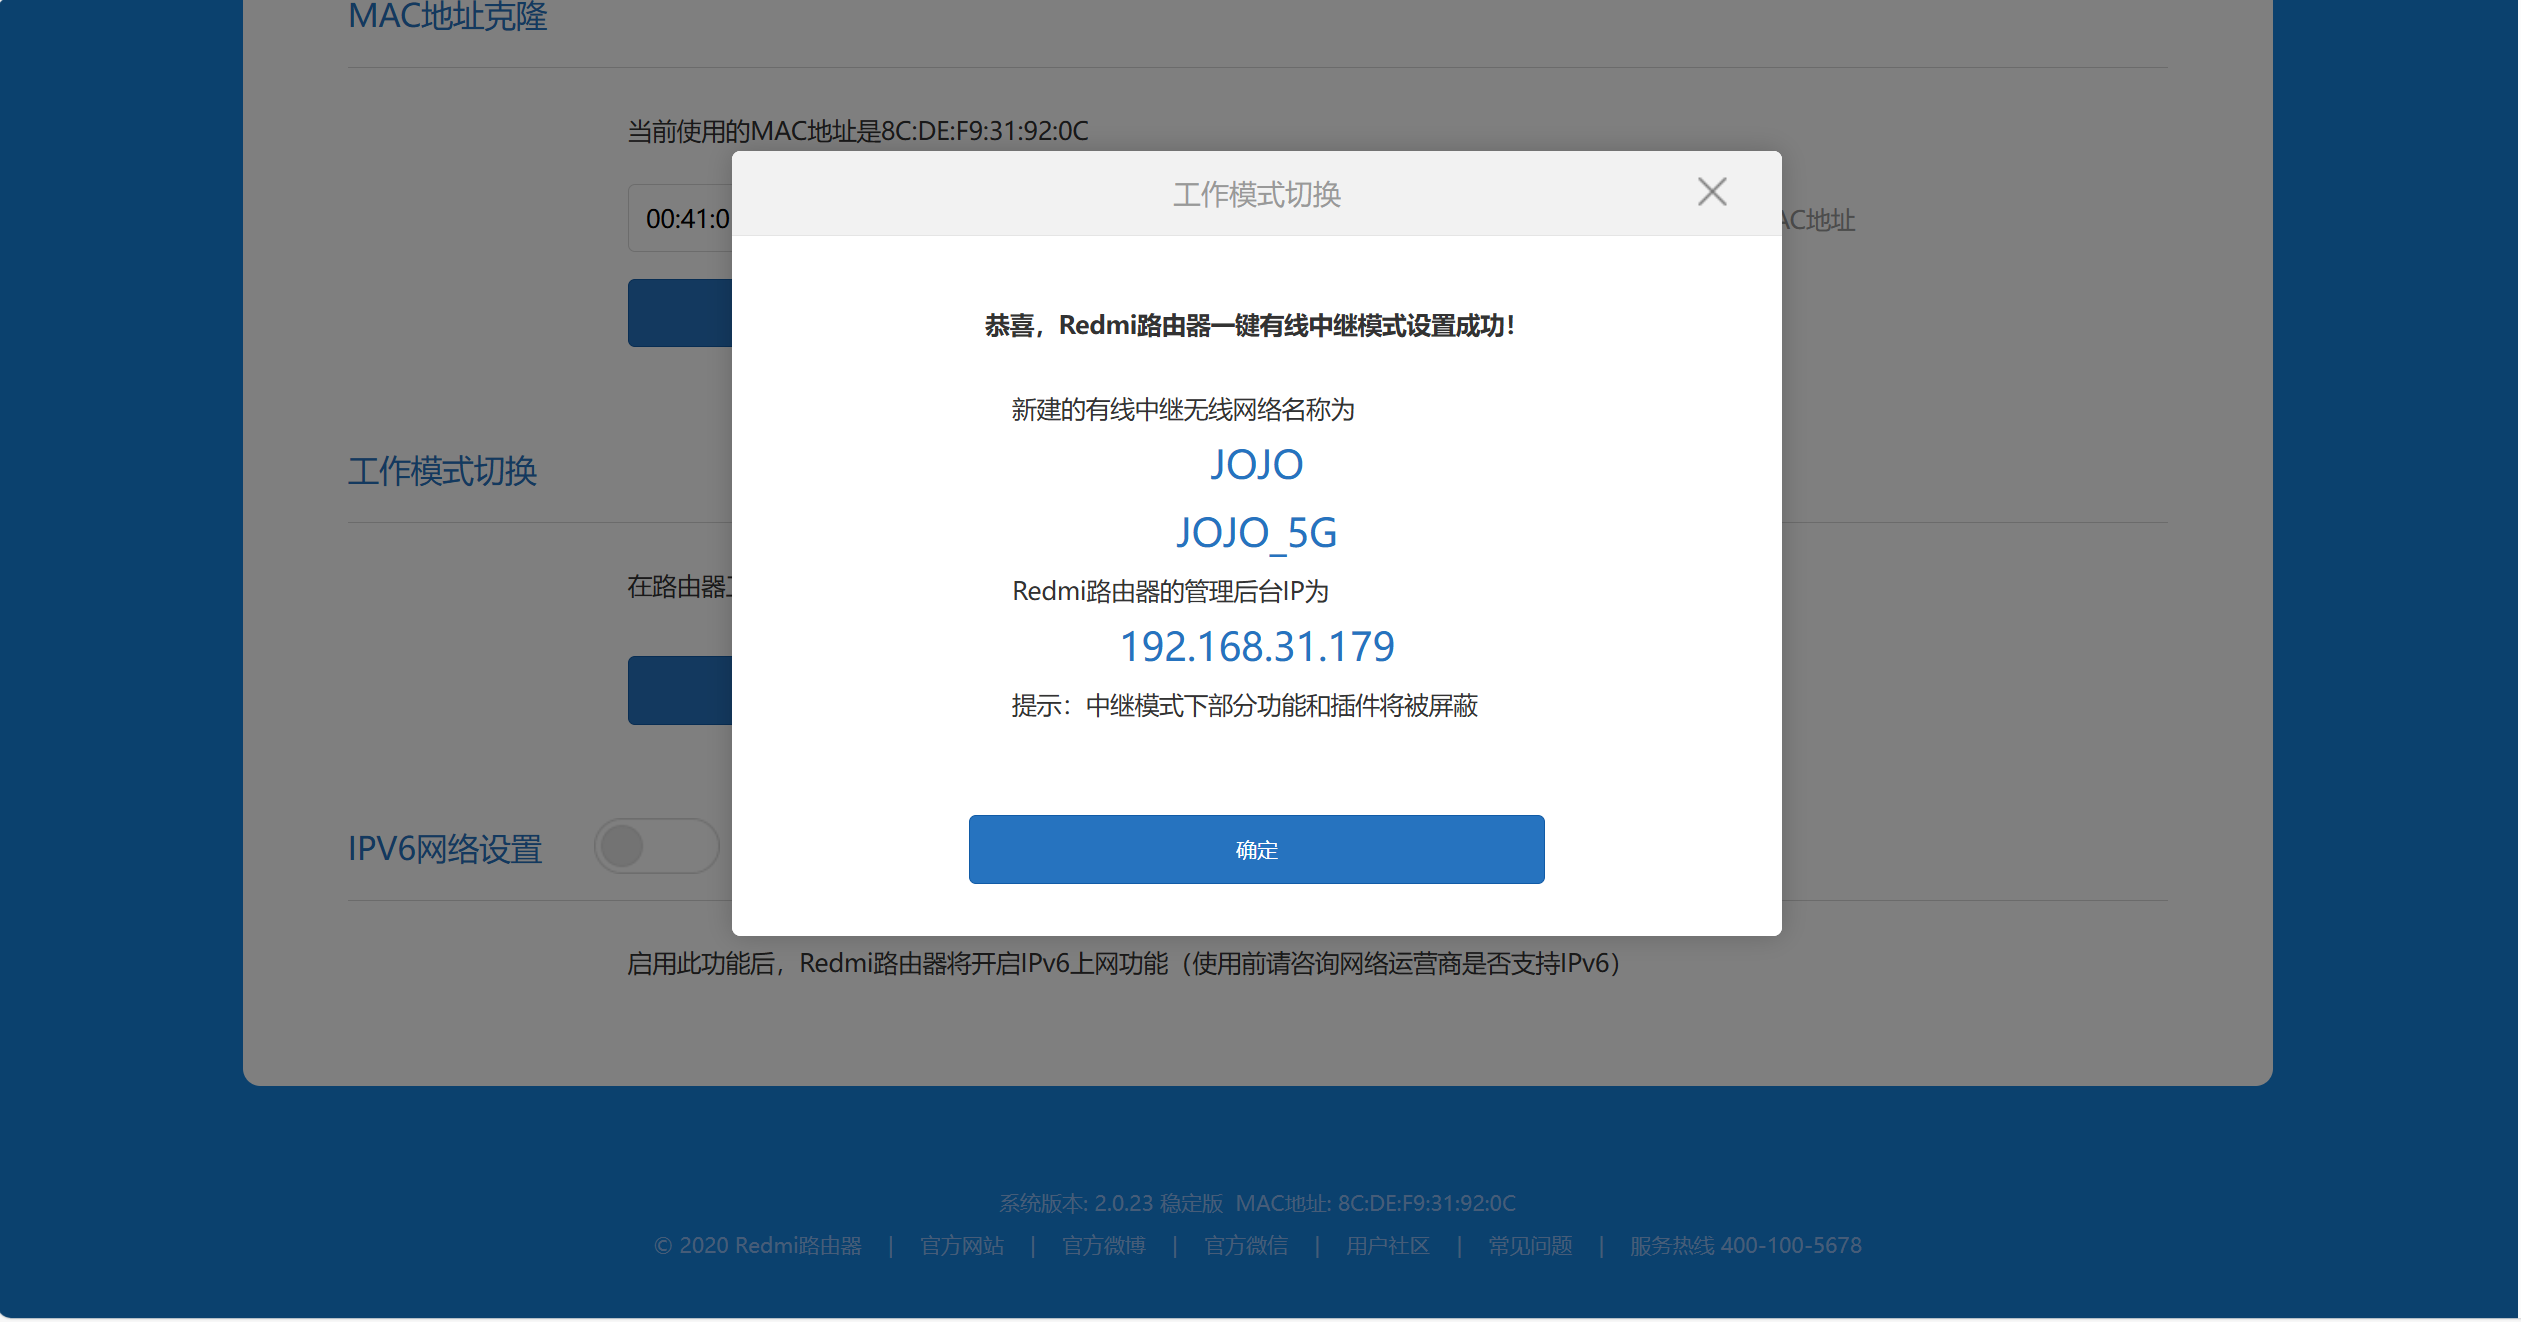 MAC地址克隆
当前使用的MAC地址是8C:DE:F9:31:92:0C
工作模式切换
00:41:0
AC地址
恭喜，Redmi路由器一键有线中继模式设置成功！
新建的有线中继无线网络名称为
JOJO
工作模式切换
JOJO_5G
在路由器
Redmi路由器的管理后台IP为
192.168.31.179
提示：中继模式下部分功能和插件将被屏蔽
IPV6网络设置
确定
启用此功能后，Redmi路由器将开启IPv6上网功能（使用前请咨询网络运营商是否支持IPv6）
系统版本: 2.0.23 稳定版 MAC地址: 8C:DE:F9:31:92:0C
© 2020 Redmi路由器 | 官方网站 | 官方微博 | 官方微信 | 用户社区 | 常见问题 | 服务热线 400-100-5678